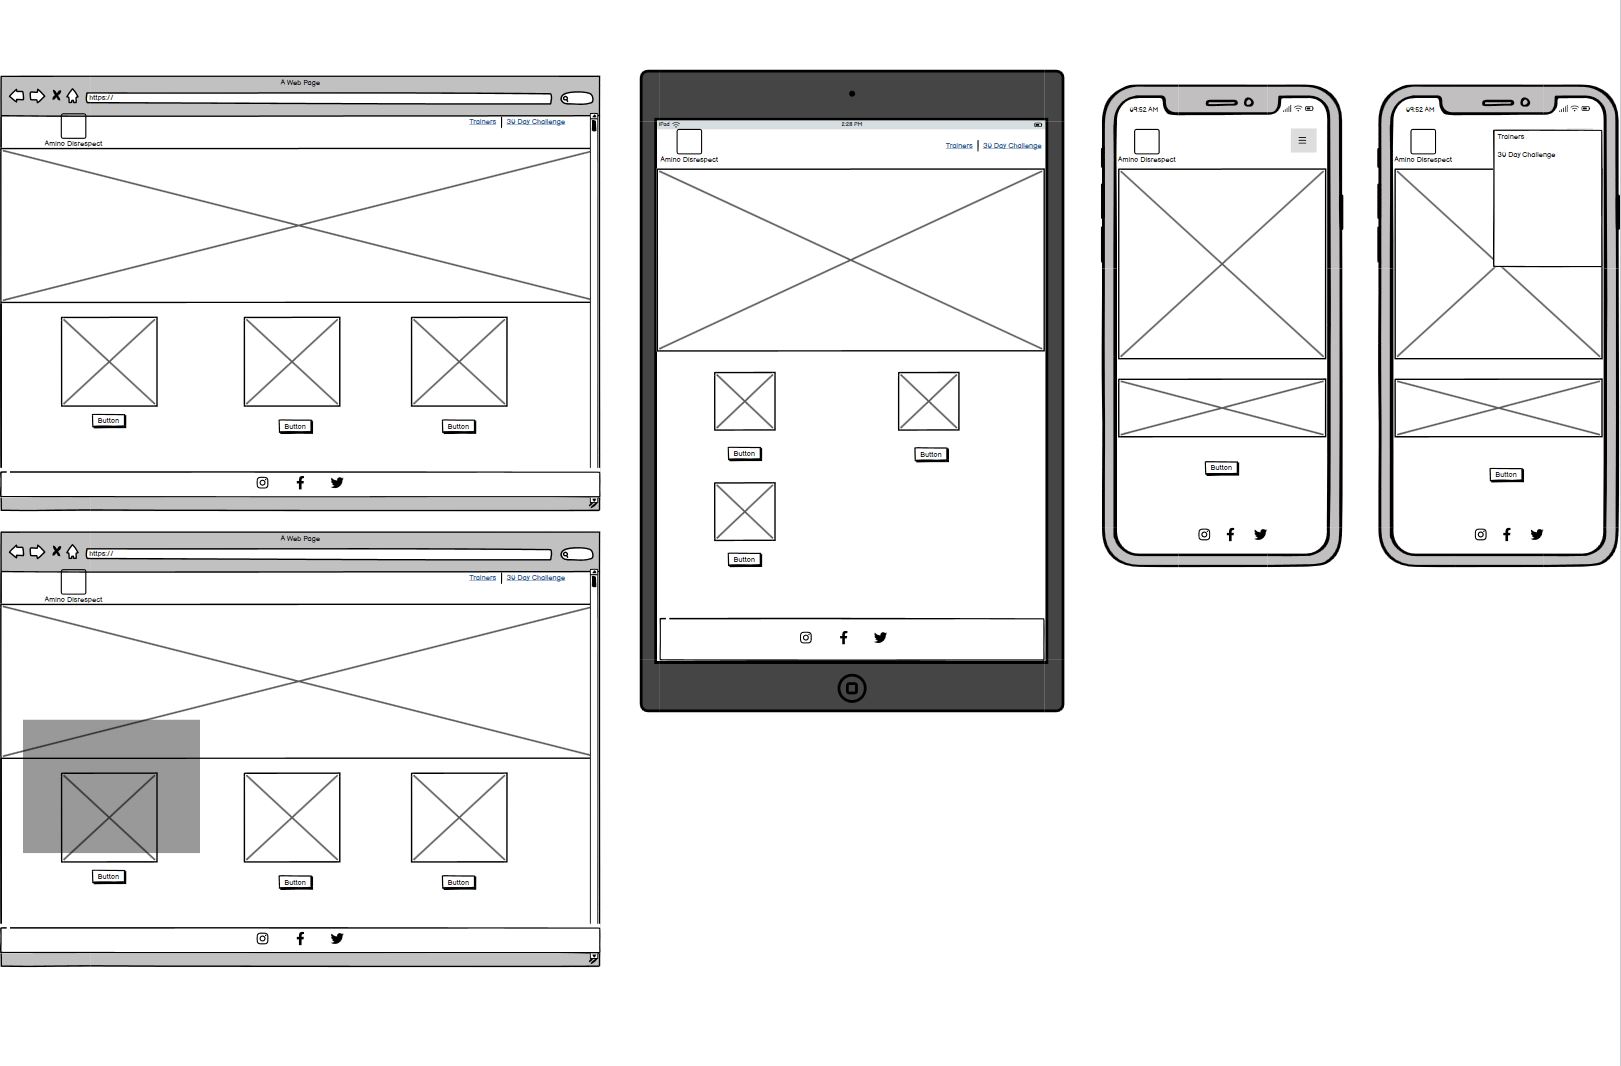 A Web Page
https://
Trainers | 30 Day Challenge
Amino Disrespect
Button
Button
Button
A Web Page
https://
Trainers | 30 Day Challenge
Amino Disrespect
Button
Button
Button
iPad
2:28 PM
Trainers | 30 Day Challenge
Amino Disrespect
Button
Button
Button
09:52 AM
Amino Disrespect
Button
09:52 AM
Amino Disrespect
Trainers
30 Day Challenge
Button